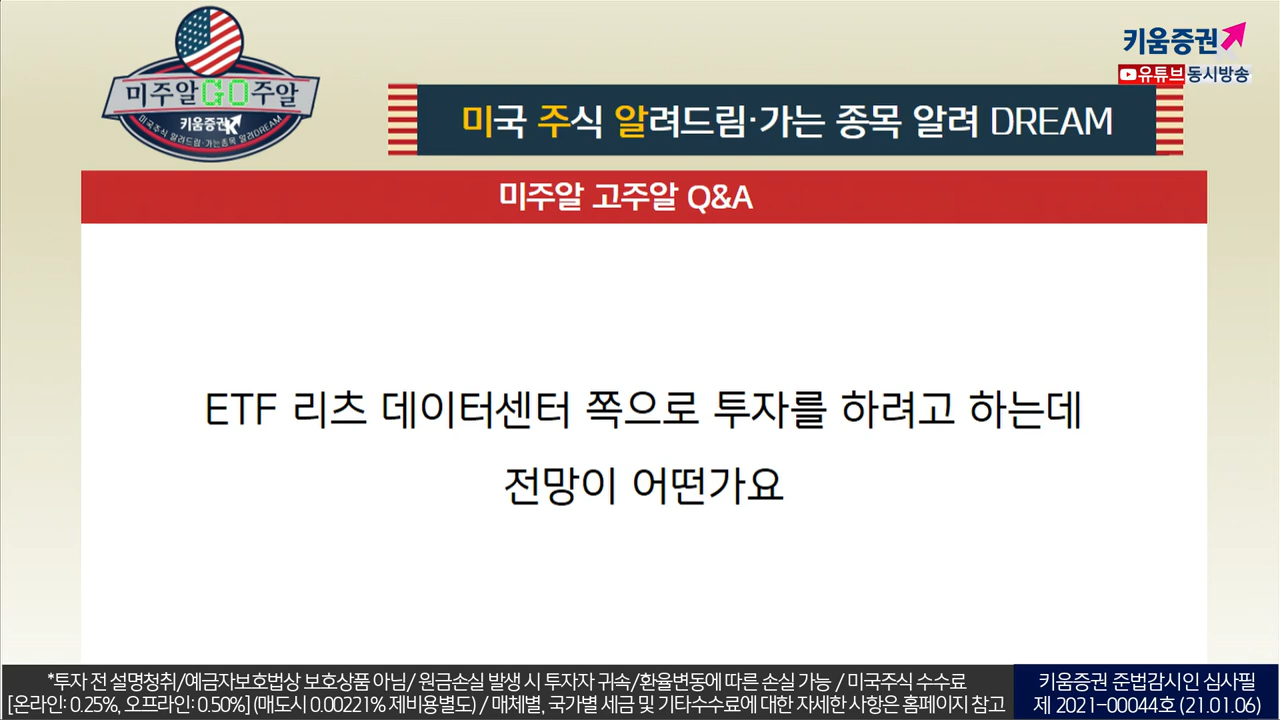 미주알GO주알
키움증권
미국주식 알려드림·가는종목 알려DREAM
키움증권
유튜브동시방송
미국 주식 알려드림·가는 종목 알려 DREAM
미주알 고주알 Q&A
ETF 리츠 데이터센터 쪽으로 투자를 하려고 하는데
전망이 어떤가요
*투자 전 설명청취/예금자보호법상 보호상품 아님/ 원금손실 발생 시 투자자 귀속/환율변동에 따른 손실 가능 / 미국주식 수수료
[온라인: 0.25%, 오프라인: 0.50%] (매도시 0.00221% 제비용별도) / 매체별, 국가별 세금 및 기타수수료에 대한 자세한 사항은 홈페이지 참고
키움증권 준법감시인 심사필
제 2021-00044호 (21.01.06)